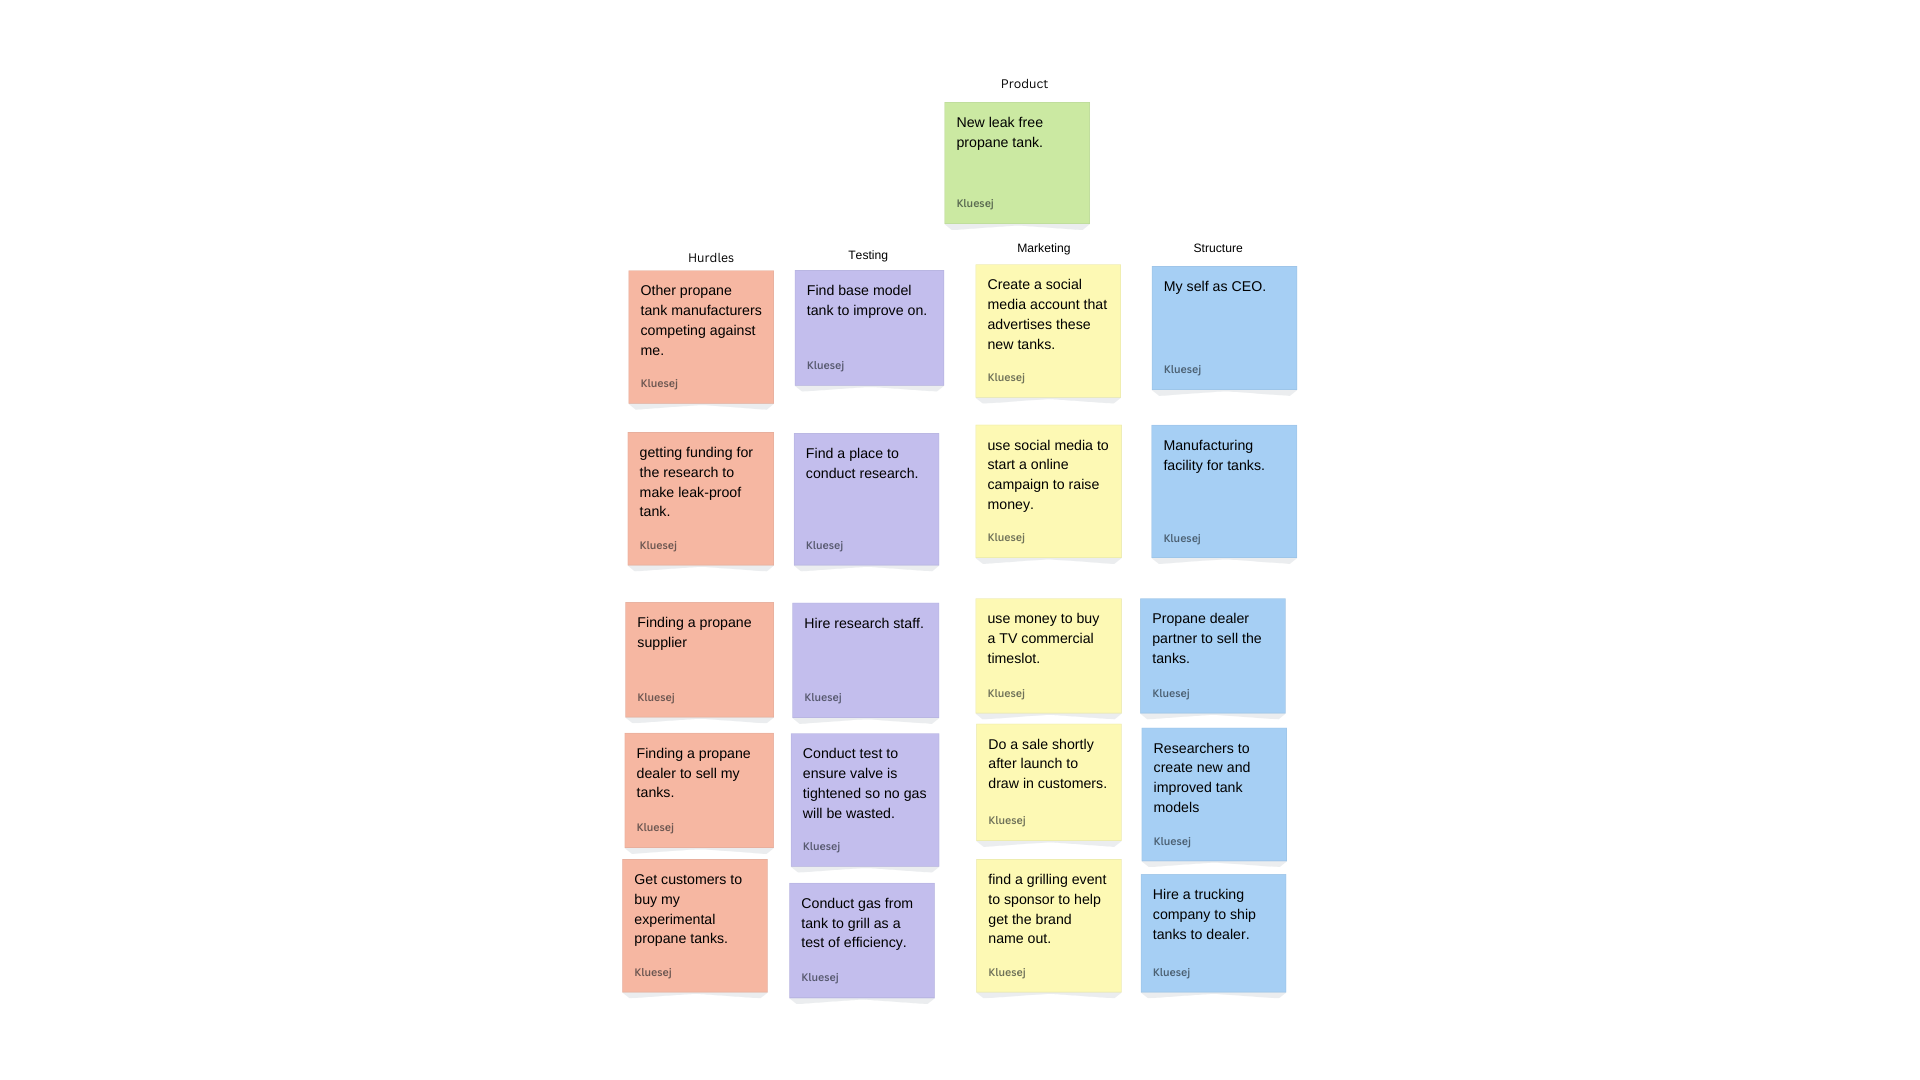 Product
New leak free
propane tank.
Kluesej
Hurdles
Other propane
tank manufacturers
competing against
me.
Kluesej
getting funding for
the research to
make leak-proof
tank.
Kluesej
Finding a propane
supplier
Kluesej
Finding a propane
dealer to sell my
tanks.
Kluesej
Get customers to
buy my
experimental
propane tanks.
Kluesej
Testing
Find base model
tank to improve on.
Kluesej
Find a place to
conduct research.
Kluesej
Hire research staff.
Kluesej
Conduct test to
ensure valve is
tightened so no gas
will be wasted.
Kluesej
Conduct gas from
tank to grill as a
test of efficiency.
Kluesej
Marketing
Create a social
media account that
advertises these
new tanks.
Kluesej
use social media to
start a online
campaign to raise
money.
Kluesej
use money to buy
a TV commercial
timeslot.
Kluesej
Do a sale shortly
after launch to
draw in customers.
Kluesej
find a grilling event
to sponsor to help
get the brand
name out.
Kluesej
Structure
My self as CEO.
Kluesej
Manufacturing
facility for tanks.
Kluesej
Propane dealer
partner to sell the
tanks.
Kluesej
Researchers to
create new and
improved tank
models
Kluesej
Hire a trucking
company to ship
tanks to dealer.
Kluesej